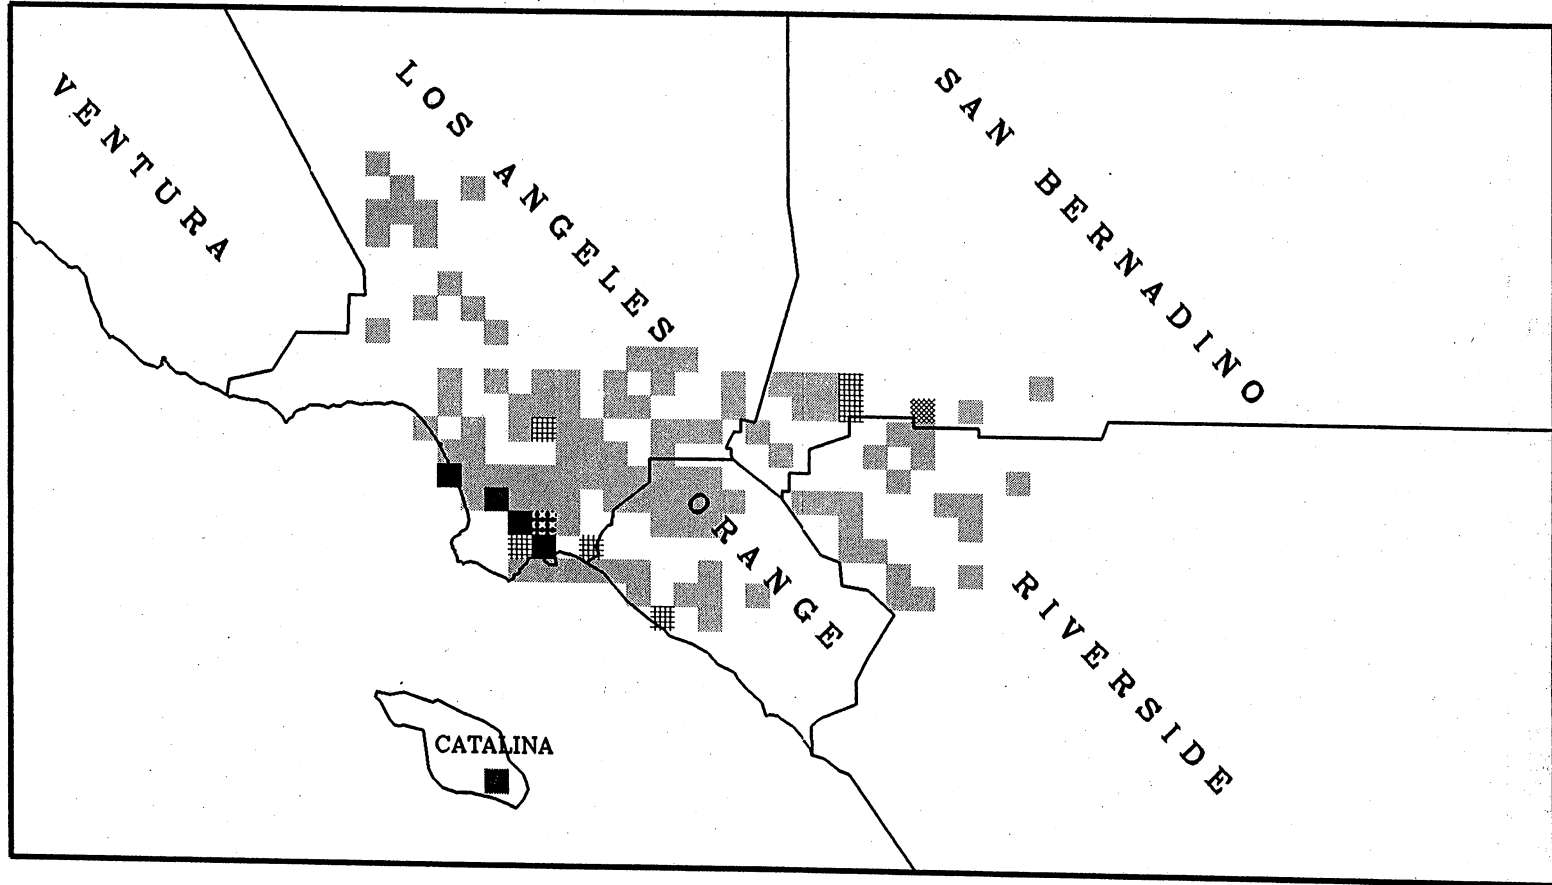 VENTURA
LOS ANGELES
SAN BERNADINO
ORANGE
RIVERSIDE
CATALINA